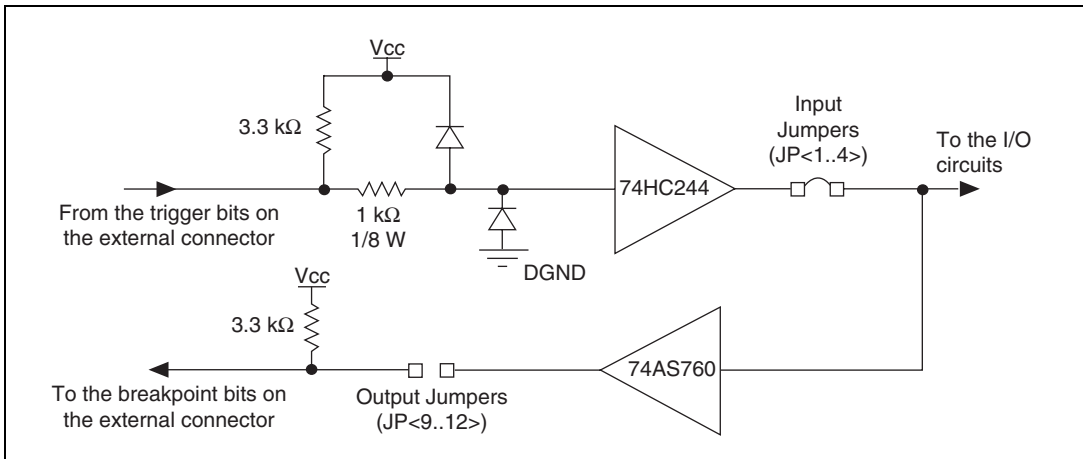 Vcc
3.3 kΩ
Input
Jumpers
(JP<1..4>)
To the I/O
circuits
74HC244
From the trigger bits on
the external connector
1 kΩ
1/8 W
DGND
Vcc
3.3 kΩ
74AS760
To the breakpoint bits on
the external connector
Output Jumpers
(JP<9..12>)